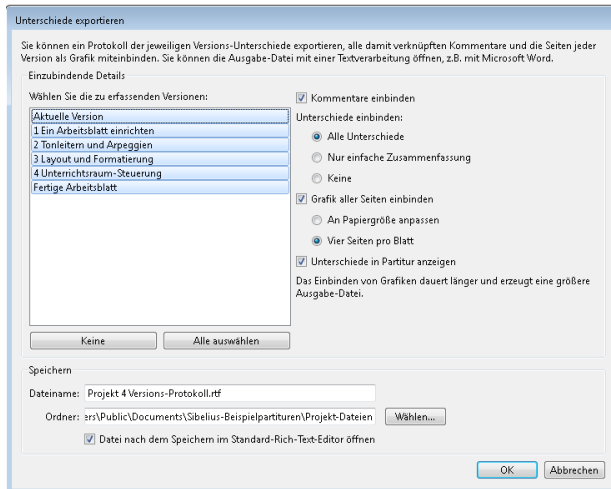 Unterschiede exportieren
Sie können ein Protokoll der jeweiligen Versions-Unterschiede exportieren, alle damit verknüpften Kommentare und die Seiten jeder
Version als Grafik miteinbinden. Sie können die Ausgabe-Datei mit einer Textverarbeitung öffnen, z.B. mit Microsoft Word.
Einzubindende Details
Wählen Sie die zu erfassenden Versionen:
Aktuelle Version
1 Ein Arbeitsblatt einrichten
2 Tonleitern und Arpeggien
3 Layout und Formatierung
4 Unterrichtsraum-Steuerung
Fertige Arbeitsblatt
Keine
Alle auswählen
Kommentare einbinden
Unterschiede einbinden:
Alle Unterschiede
Nur einfache Zusammenfassung
Keine
Grafik aller Seiten einbinden
An Papiergröße anpassen
Vier Seiten pro Blatt
Unterschiede in Partitur anzeigen
Das Einbinden von Grafiken dauert länger und erzeugt eine größere
Ausgabe-Datei.
Speichern
Dateiname: Projekt 4 Versions-Protokoll.rtf
Ordner: ers\Public\Documents\Sibelius-Beispielpartituren\Projekt-Dateien Wählen...
Datei nach dem Speichern im Standard-Rich-Text-Editor öffnen
OK Abbrechen